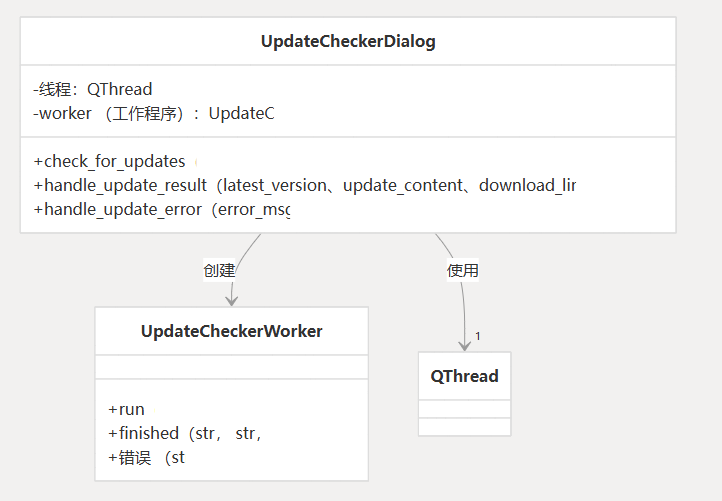 UpdateCheckerDialog
-线程：QThread
-worker （工作程序）：UpdateC
+check_for_updates
+handle_update_result（latest_version、update_content、download_lin
+handle_update_error（error_msg
创建
使用
1
UpdateCheckerWorker
QThread
+run
+finished（str， str，
+错误 （st